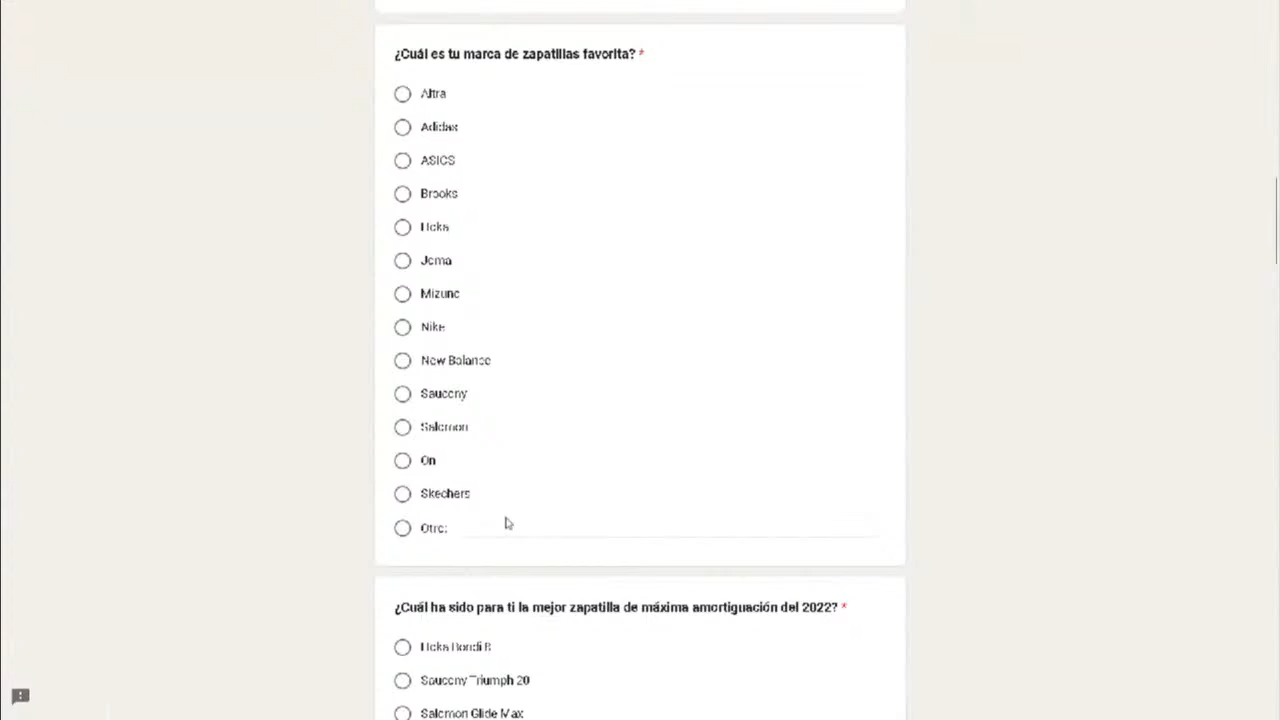 ¿Cuál es tu marca de zapatillas favorita? *
Altra
Adidas
ASICS
Brooks
Hoka
Joma
Mizuno
Nike
New Balance
Saucony
Salomon
On
Skechers
Otro:
¿Cuál ha sido para ti la mejor zapatilla de máxima amortiguación del 2022? *
Hoka Bondi 8
Saucony Triumph 20
Salomon Glide Max